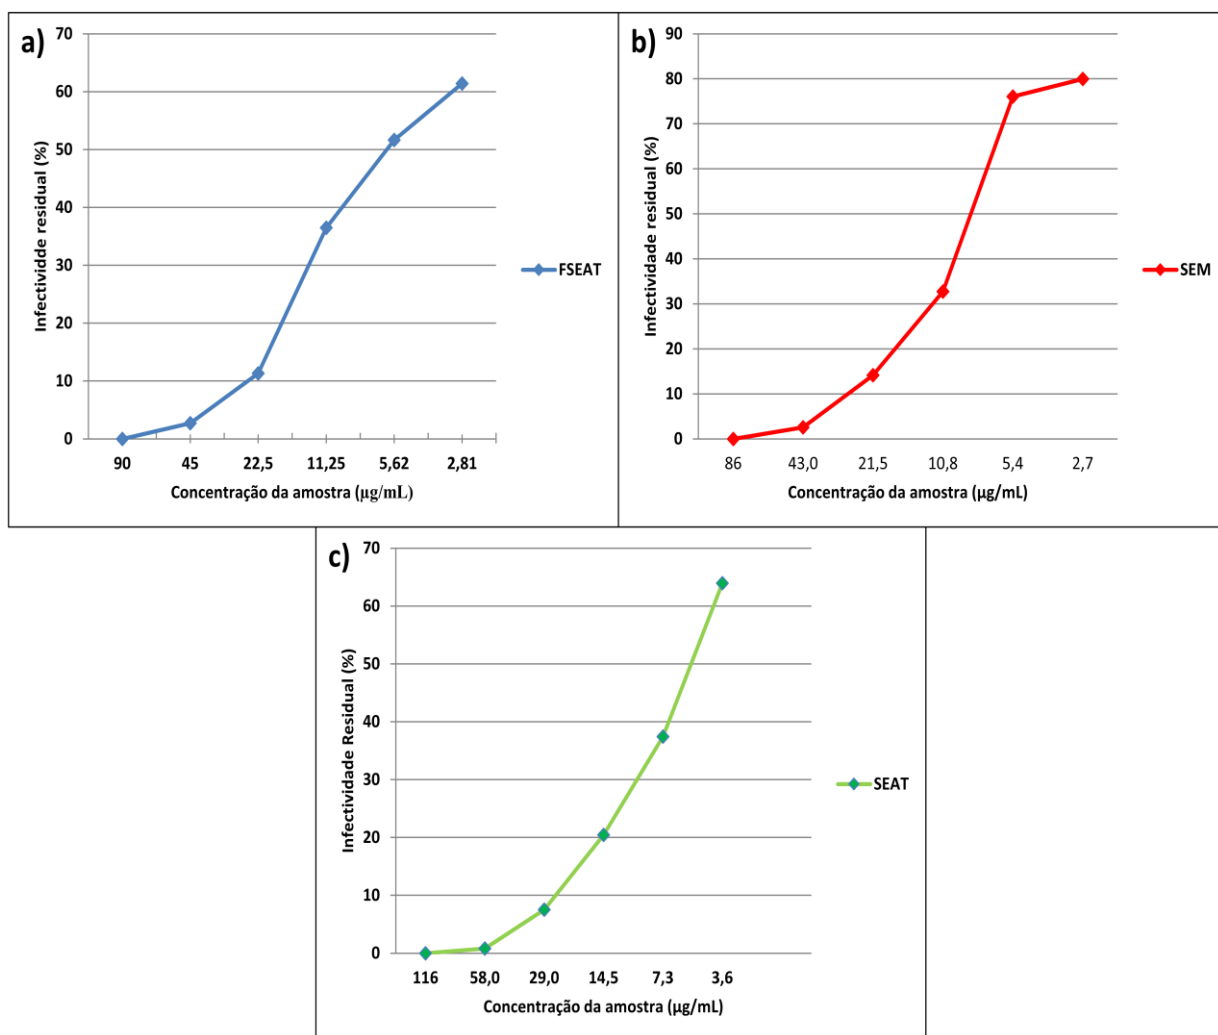 a)
70
60
50
40
30
20
10
0
Infectividde residual (%)
90 45 22,5 11,25 5,62 2,81
Concentração da amostra (µg/mL)
FSEAT
b)
90
80
70
60
50
40
30
20
10
0
Infectividade residual (%)
86 43,0 21,5 10,8 5,4 2,7
Concentração da amostra (µg/mL)
SEM
c)
70
60
50
40
30
20
10
0
Infectividade Residual (%)
116 58,0 29,0 14,5 7,3 3,6
Concentração da amostra (µg/mL)
SEAT